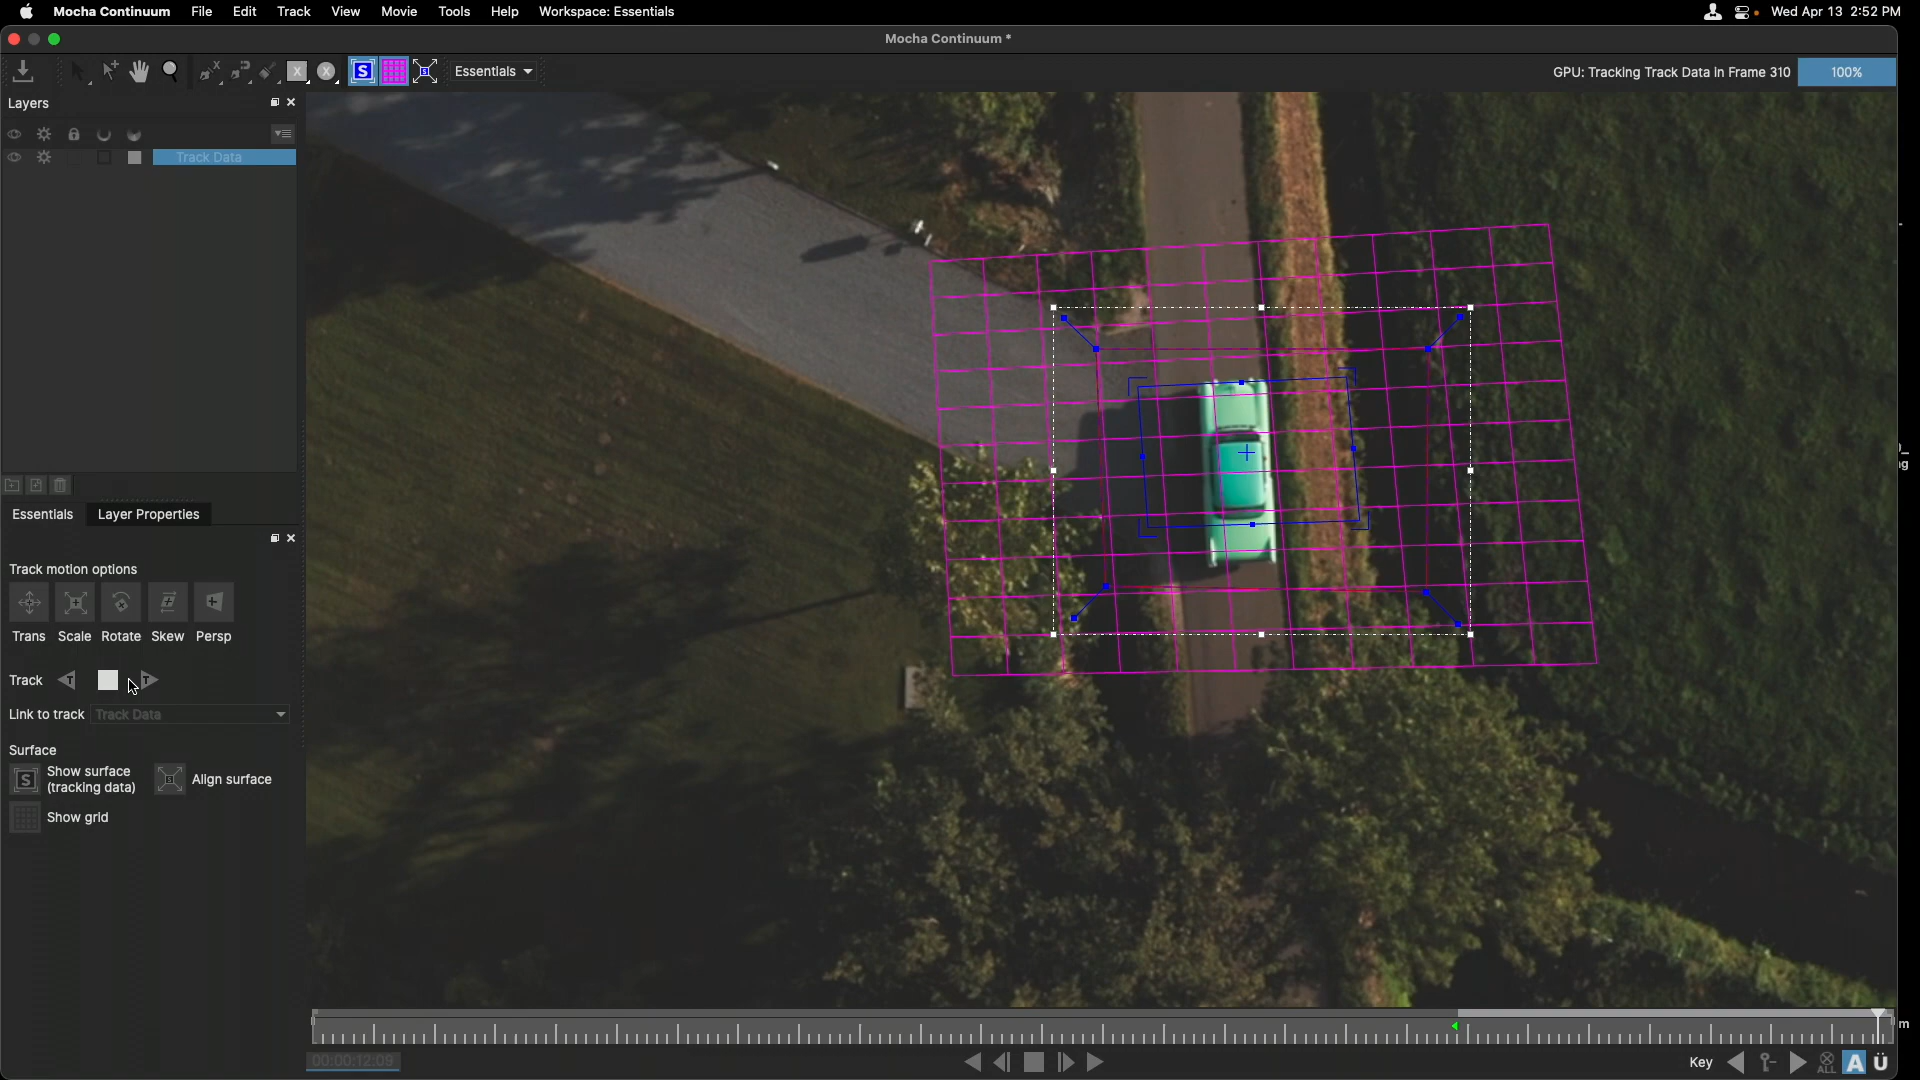 Mocha Continuum File Edit Track View Movie Tools Help Workspace: Essentials Wed Apr 13 2:52 PM
Mocha Continuum *
S Essentials GPU: Tracking Track Data in Frame 310 100%
Layers
Track Data
Essentials Layer Properties
Track motion options
Trans Scale Rotate Skew Persp
Track T T
Link to track Track Data
Surface
S Show surface (tracking data) S Align surface
Show grid
00:00:12:09 Key ALL A Ü